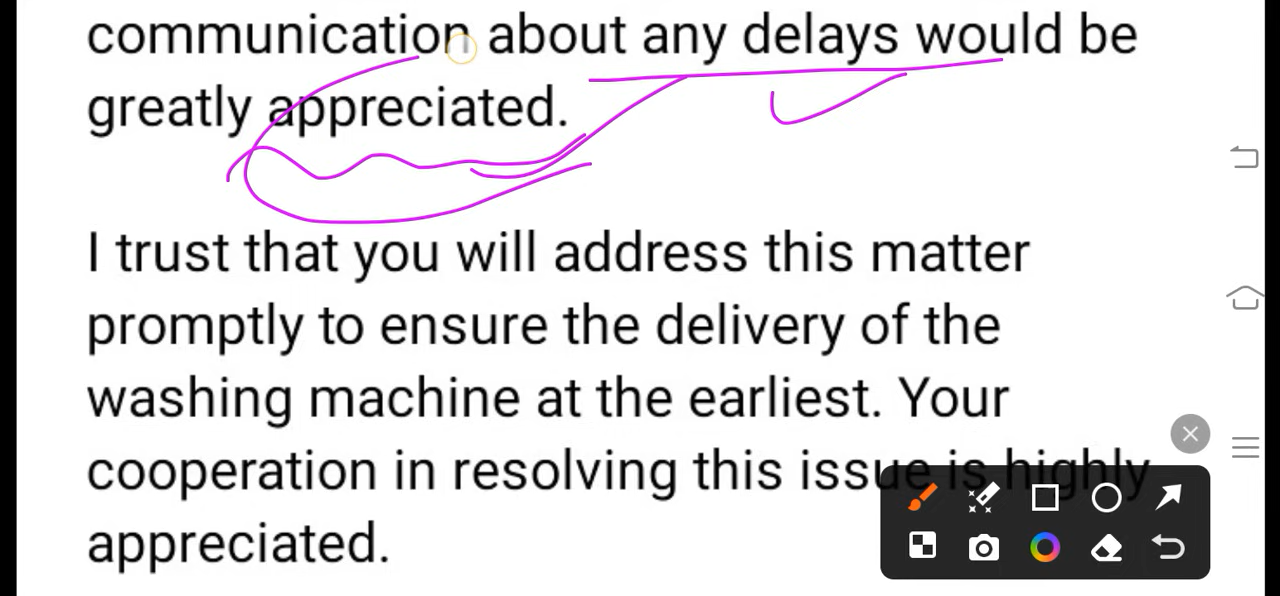 communication about any delays would be
greatly appreciated.
I trust that you will address this matter
promptly to ensure the delivery of the
washing machine at the earliest. Your
cooperation in resolving this issue is highly
appreciated.